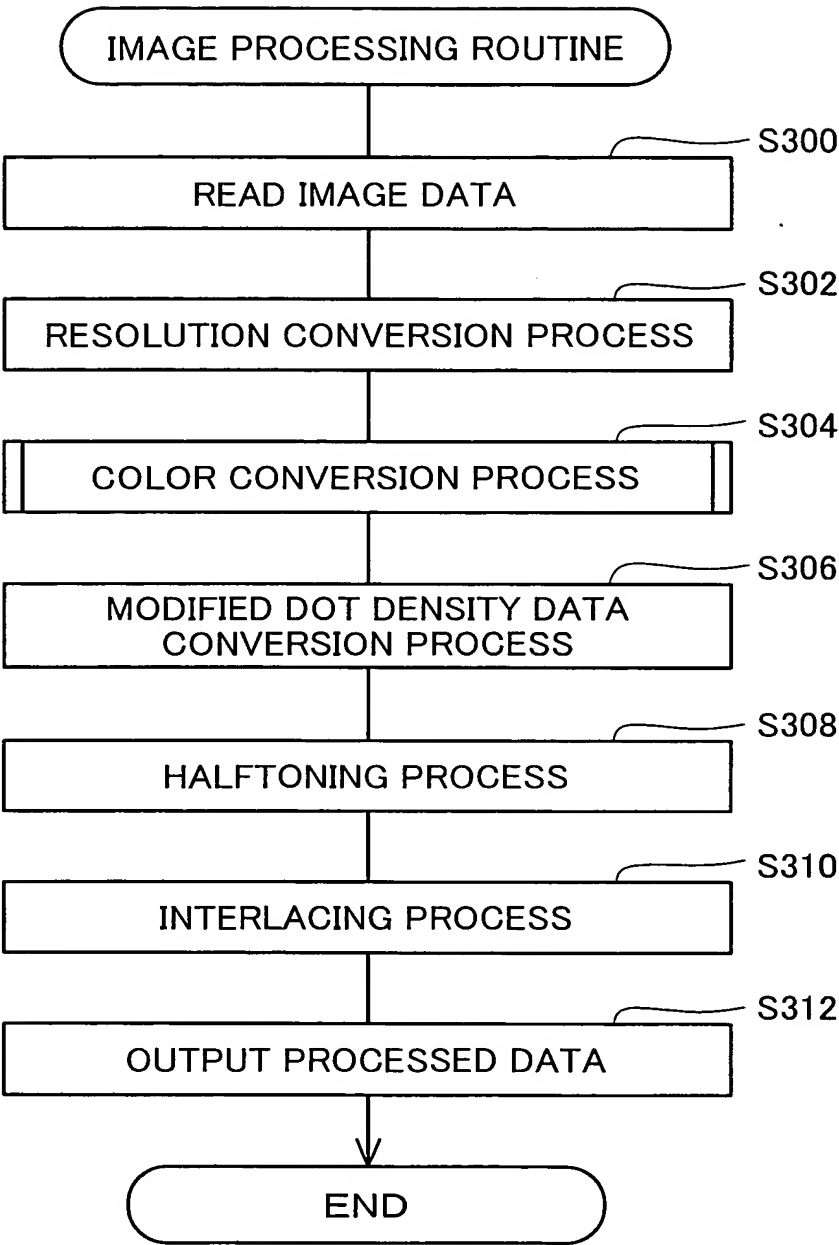 IMAGE PROCESSING ROUTINE
S300
READ IMAGE DATA
S302
RESOLUTION CONVERSION PROCESS
S304
COLOR CONVERSION PROCESS
S306
MODIFIED DOT DENSITY DATA
CONVERSION PROCESS
S308
HALFTONING PROCESS
S310
INTERLACING PROCESS
S312
OUTPUT PROCESSED DATA
END